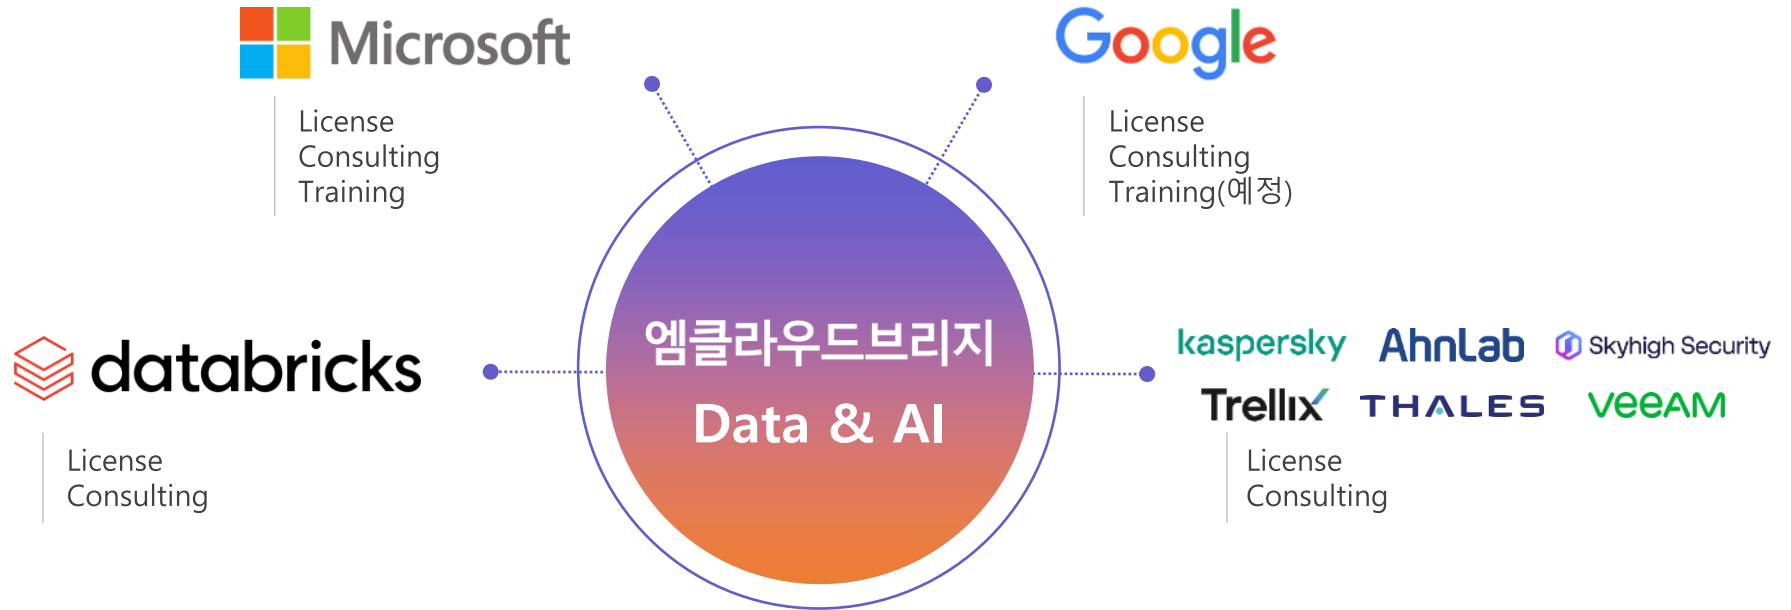 Microsoft
License
Consulting
Training
Google
License
Consulting
Training(예정)
databricks
License
Consulting
엠클라우드브리지
Data & AI
kaspersky AhnLab Skyhigh Security
Trellix THALES veeAM
License
Consulting